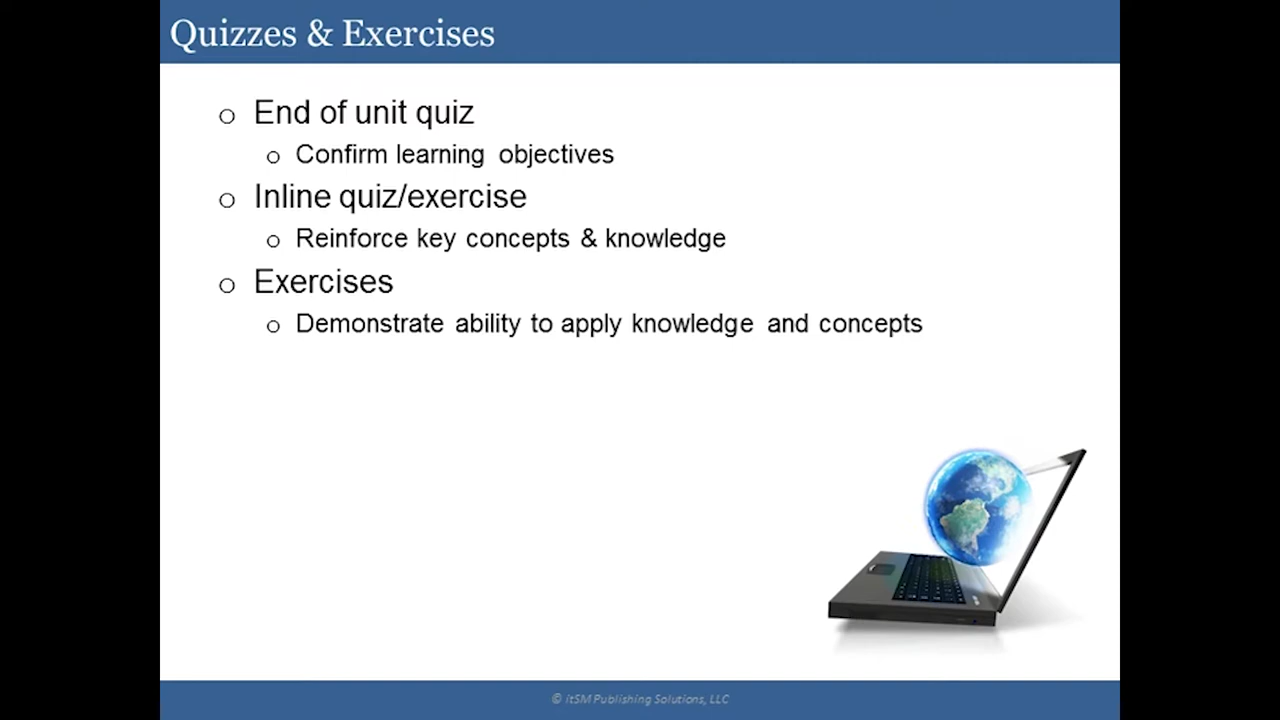 Quizzes & Exercises
o End of unit quiz
o Confirm learning objectives
o Inline quiz/exercise
o Reinforce key concepts & knowledge
o Exercises
o Demonstrate ability to apply knowledge and concepts
© itSM Publishing Solutions, LLC